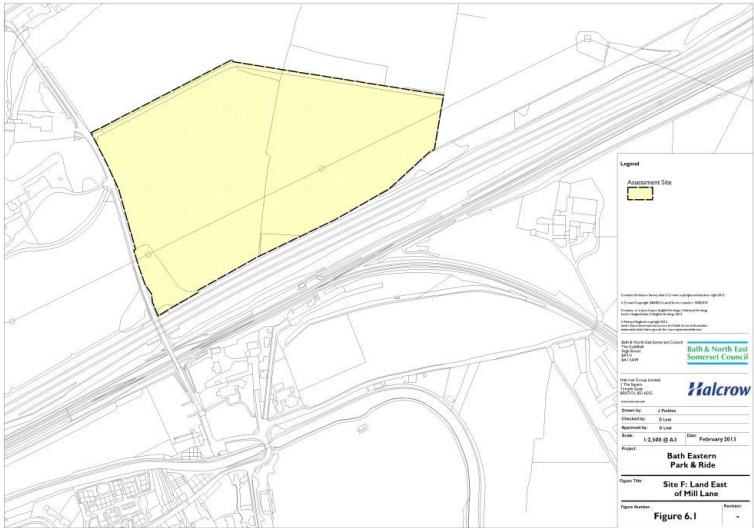 Legend
Assessment Site
Bath & North East Somerset Council
The Guildhall
High Street
BATH
BA1 5AW
Bath & North East
Somerset Council
Halcrow Group Limited
1 The Square
Temple Quay
BRISTOL BS1 6DG
Halcrow
Drawn by: J Perkins
Checked by: D Lear
Approved by: D Lear
Scale: 1:2,500 @ A3 Date: February 2013
Project:
Bath Eastern
Park & Ride
Figure Title:
Site F: Land East
of Mill Lane
Figure Number: Revision:
Figure 6.1 -